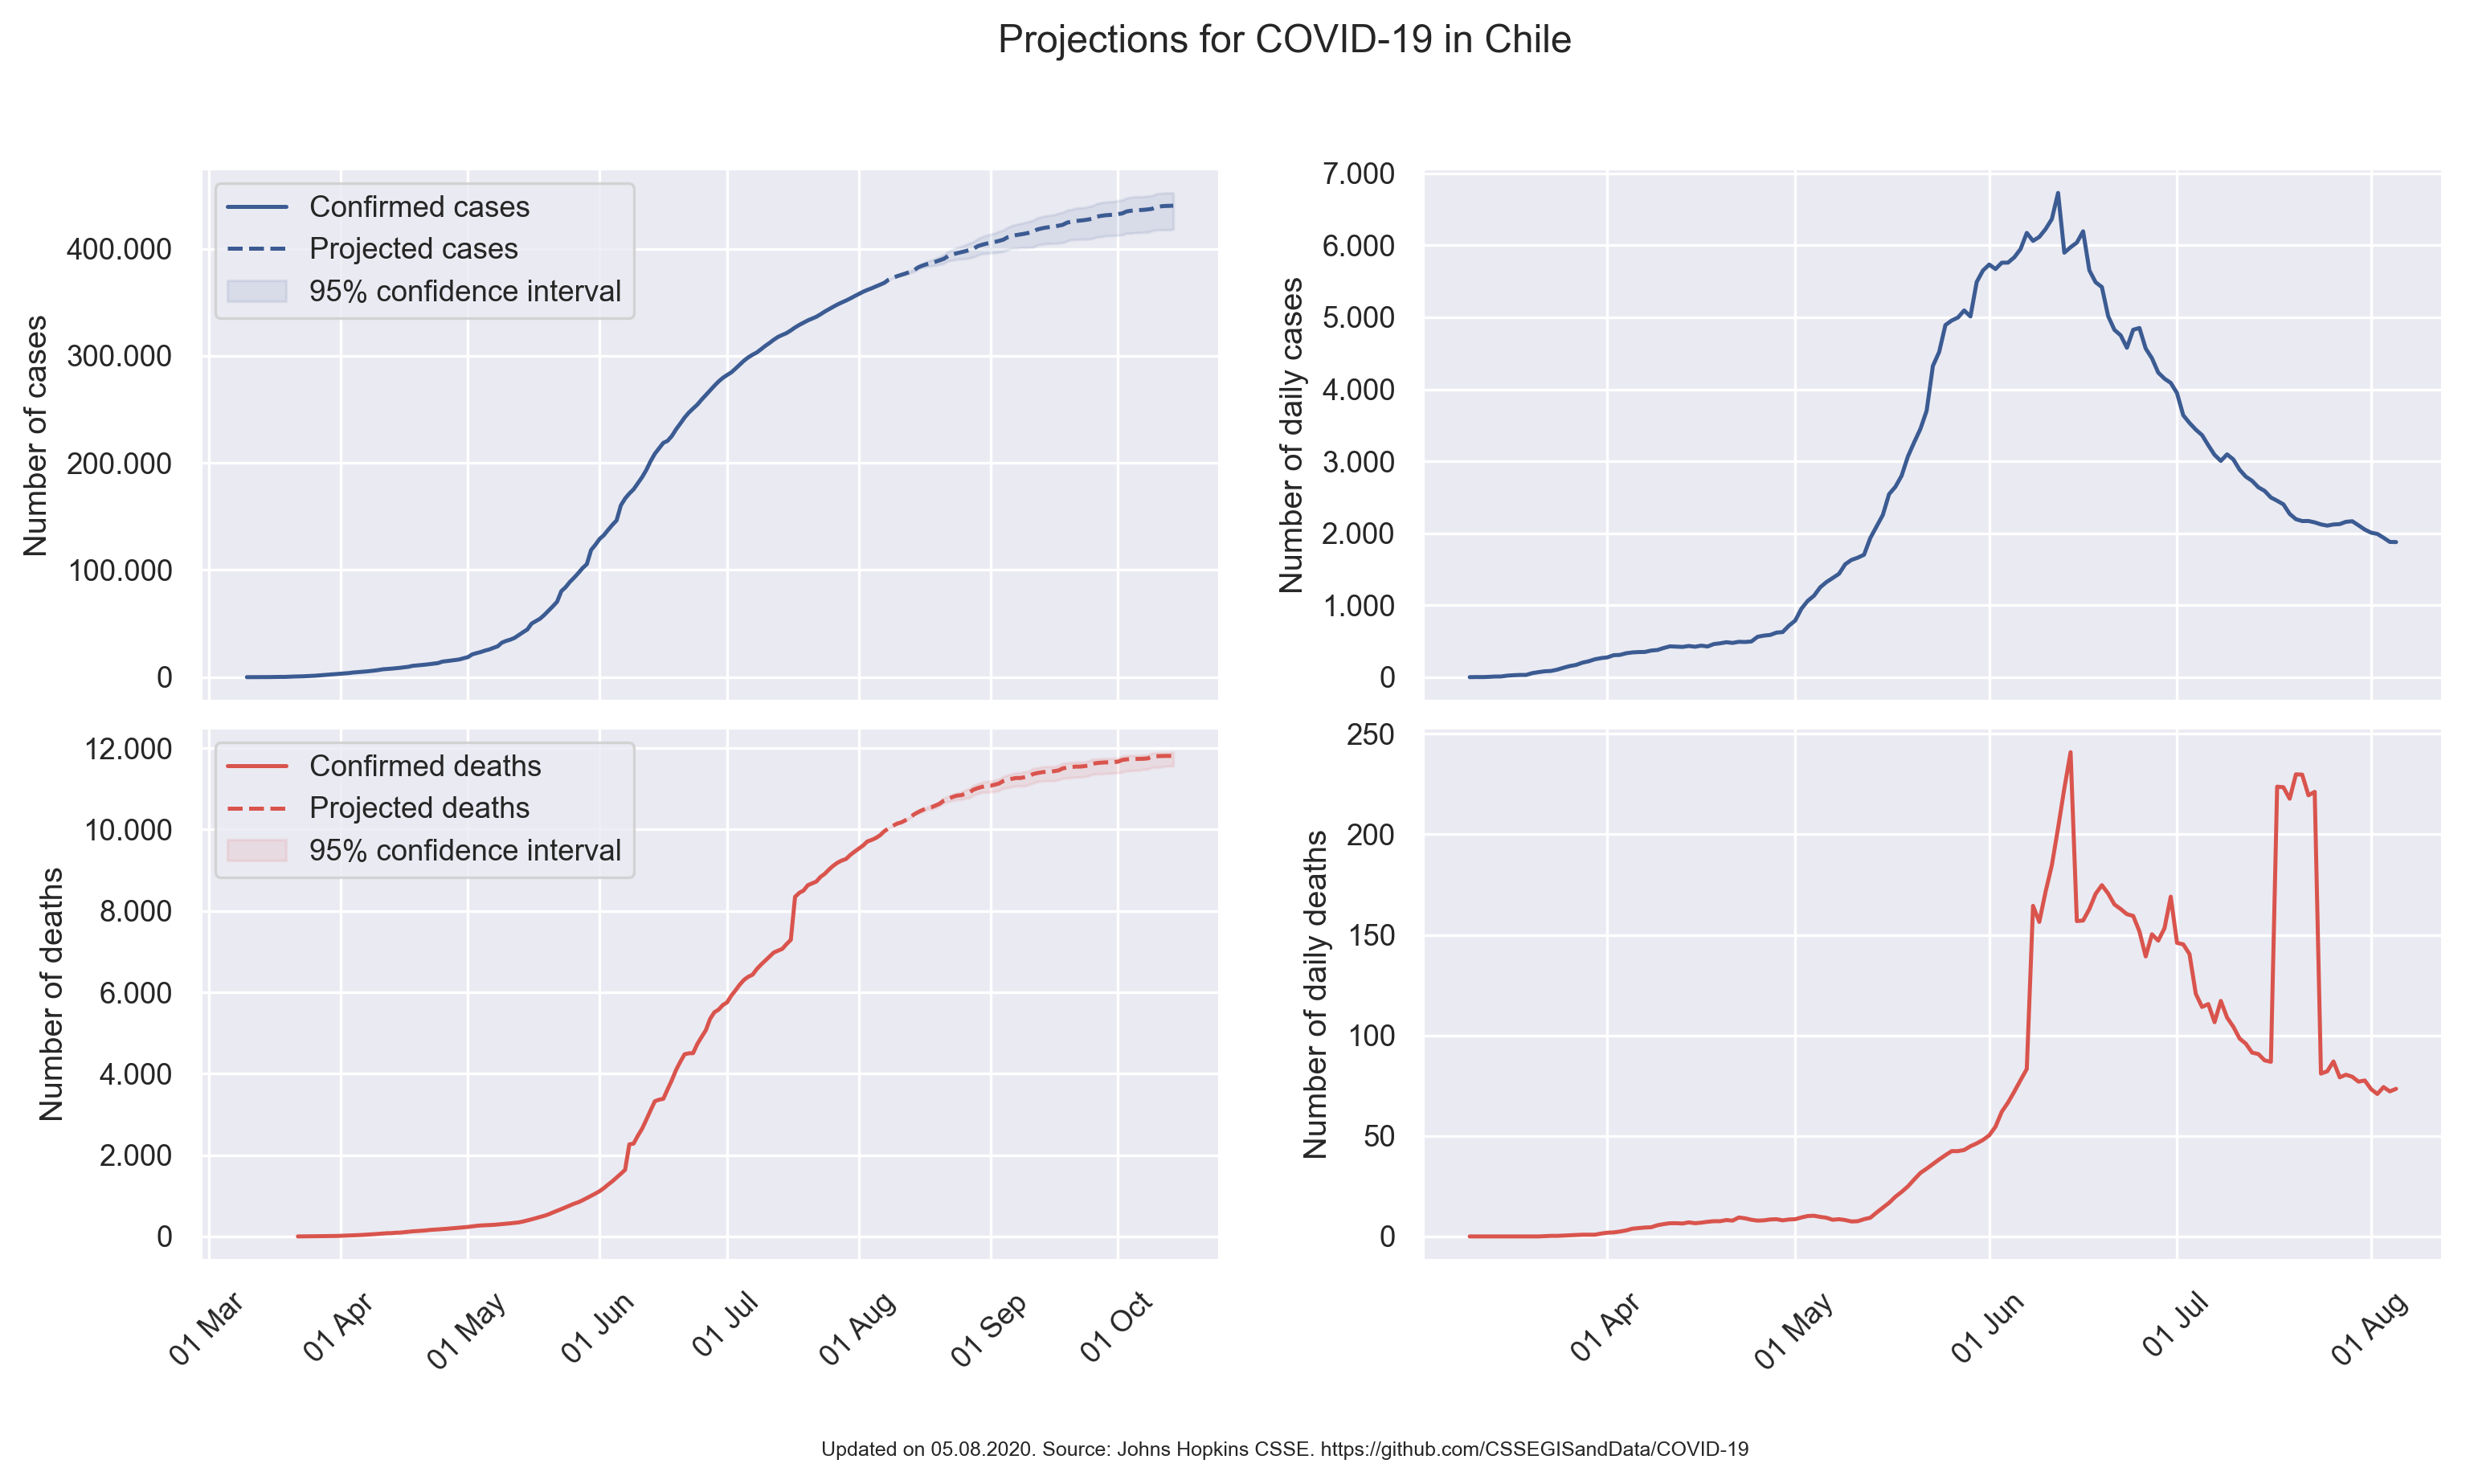 Projections for COVID-19 in Chile
Number of cases
400.000
300.000
200.000
100.000
0
Confirmed cases
Projected cases
95% confidence interval
Number of daily cases
7.000
6.000
5.000
4.000
3.000
2.000
1.000
0
Number of deaths
12.000
10.000
8.000
6.000
4.000
2.000
0
Confirmed deaths
Projected deaths
95% confidence interval
01 Mar
01 Apr
01 May
01 Jun
01 Jul
01 Aug
01 Sep
01 Oct
Number of daily deaths
250
200
150
100
50
0
01 Apr
01 May
01 Jun
01 Jul
01 Aug
Updated on 05.08.2020. Source: Johns Hopkins CSSE. https://github.com/CSSEGISandData/COVID-19